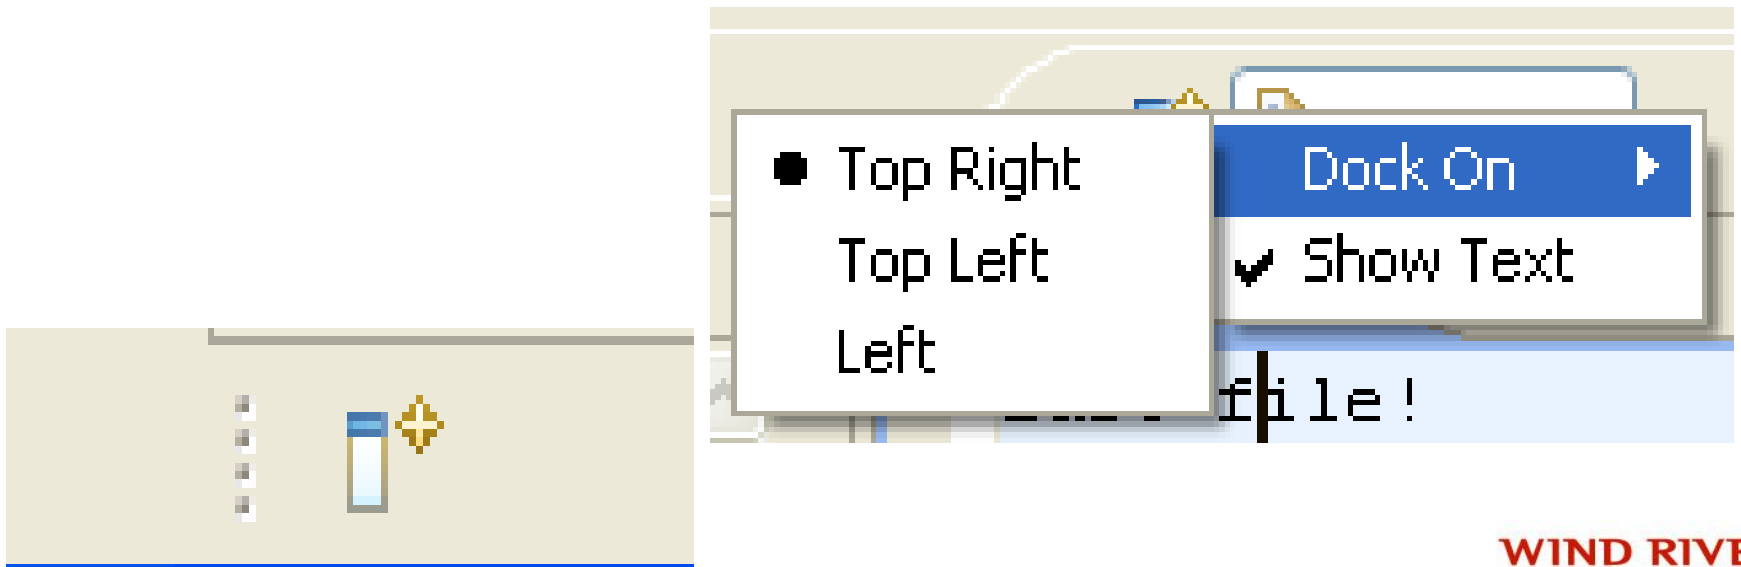 Top Right
Top Left
Left
Dock On
Show Text
file!
WIND RIVE